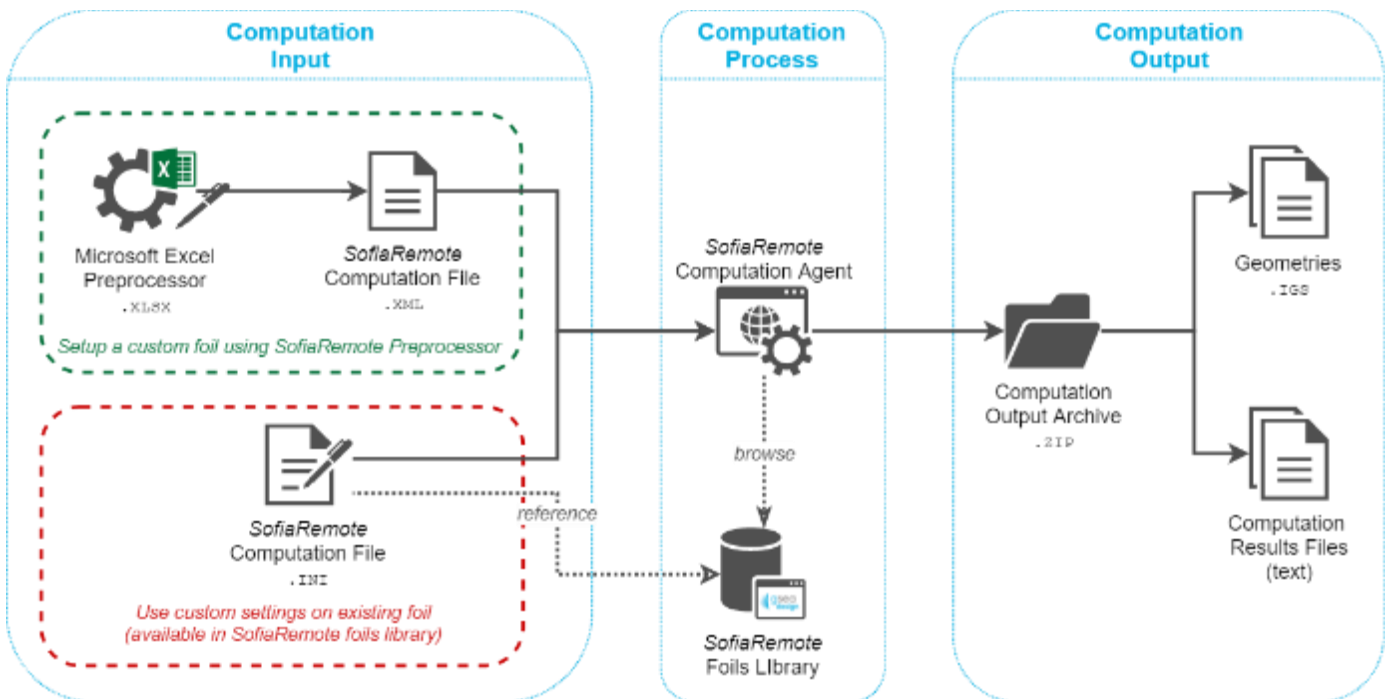 Computation
Input
Computation
Process
Computation
Output
X
Microsoft Excel
Preprocessor
.XLSX
SofiaRemote
Computation File
.XML
Setup a custom foil using SofiaRemote Preprocessor
SofiaRemote
Computation File
.INI
Use custom settings on existing foil
(available in SofiaRemote foils library)
reference
SofiaRemote
Computation Agent
browse
design
SofiaRemote
Foils Library
Computation
Output Archive
.ZIP
Geometries
.IGS
Computation
Results Files
(text)